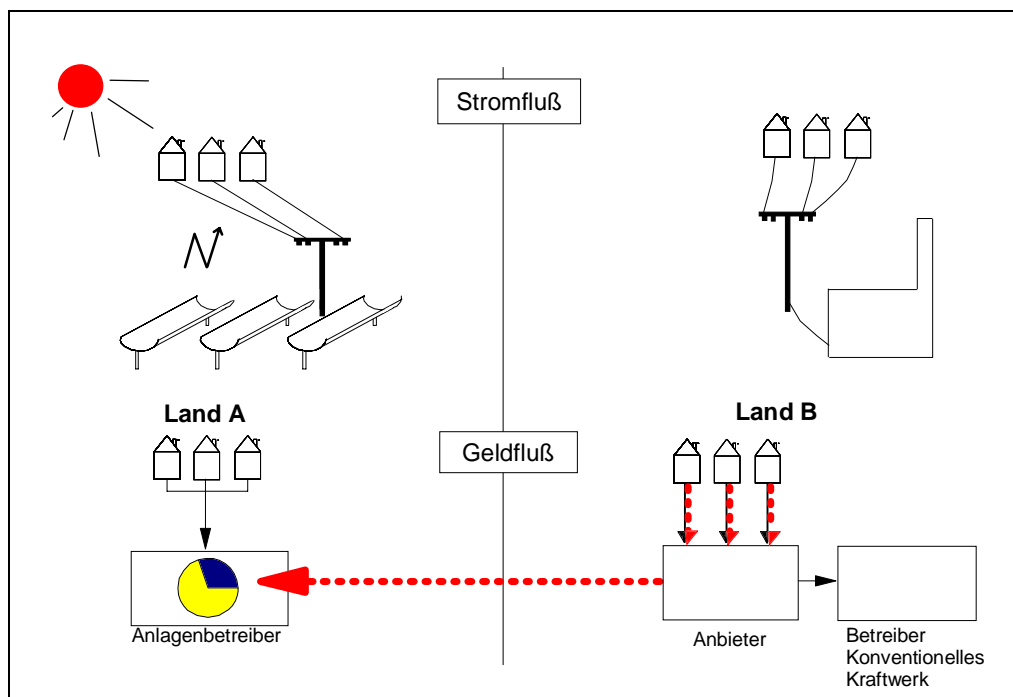 Stromfluß
Land A
Land B
Geldfluß
Anlagenbetreiber
Anbieter
Betreiber
Konventionelles
Kraftwerk